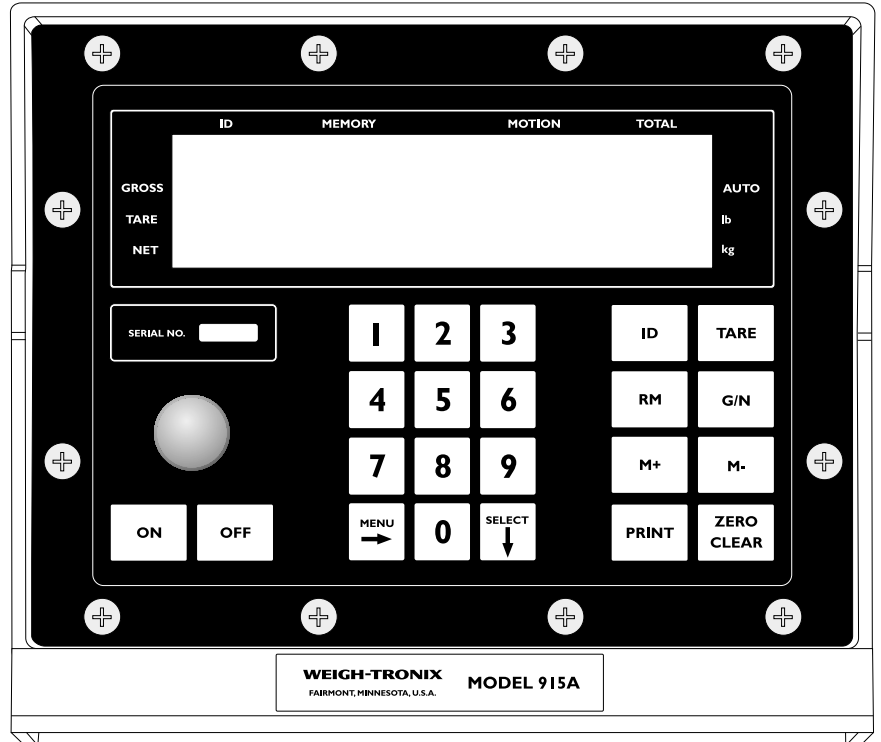 ID MEMORY MOTION TOTAL
GROSS AUTO
TARE lb
NET kg
SERIAL NO.
1 2 3 ID TARE
4 5 6 RM G/N
7 8 9 M+ M-
ON OFF MENU 0 SELECT PRINT ZERO CLEAR
WEIGH-TRONIX MODEL 915A
FAIRMONT, MINNESOTA, U.S.A.